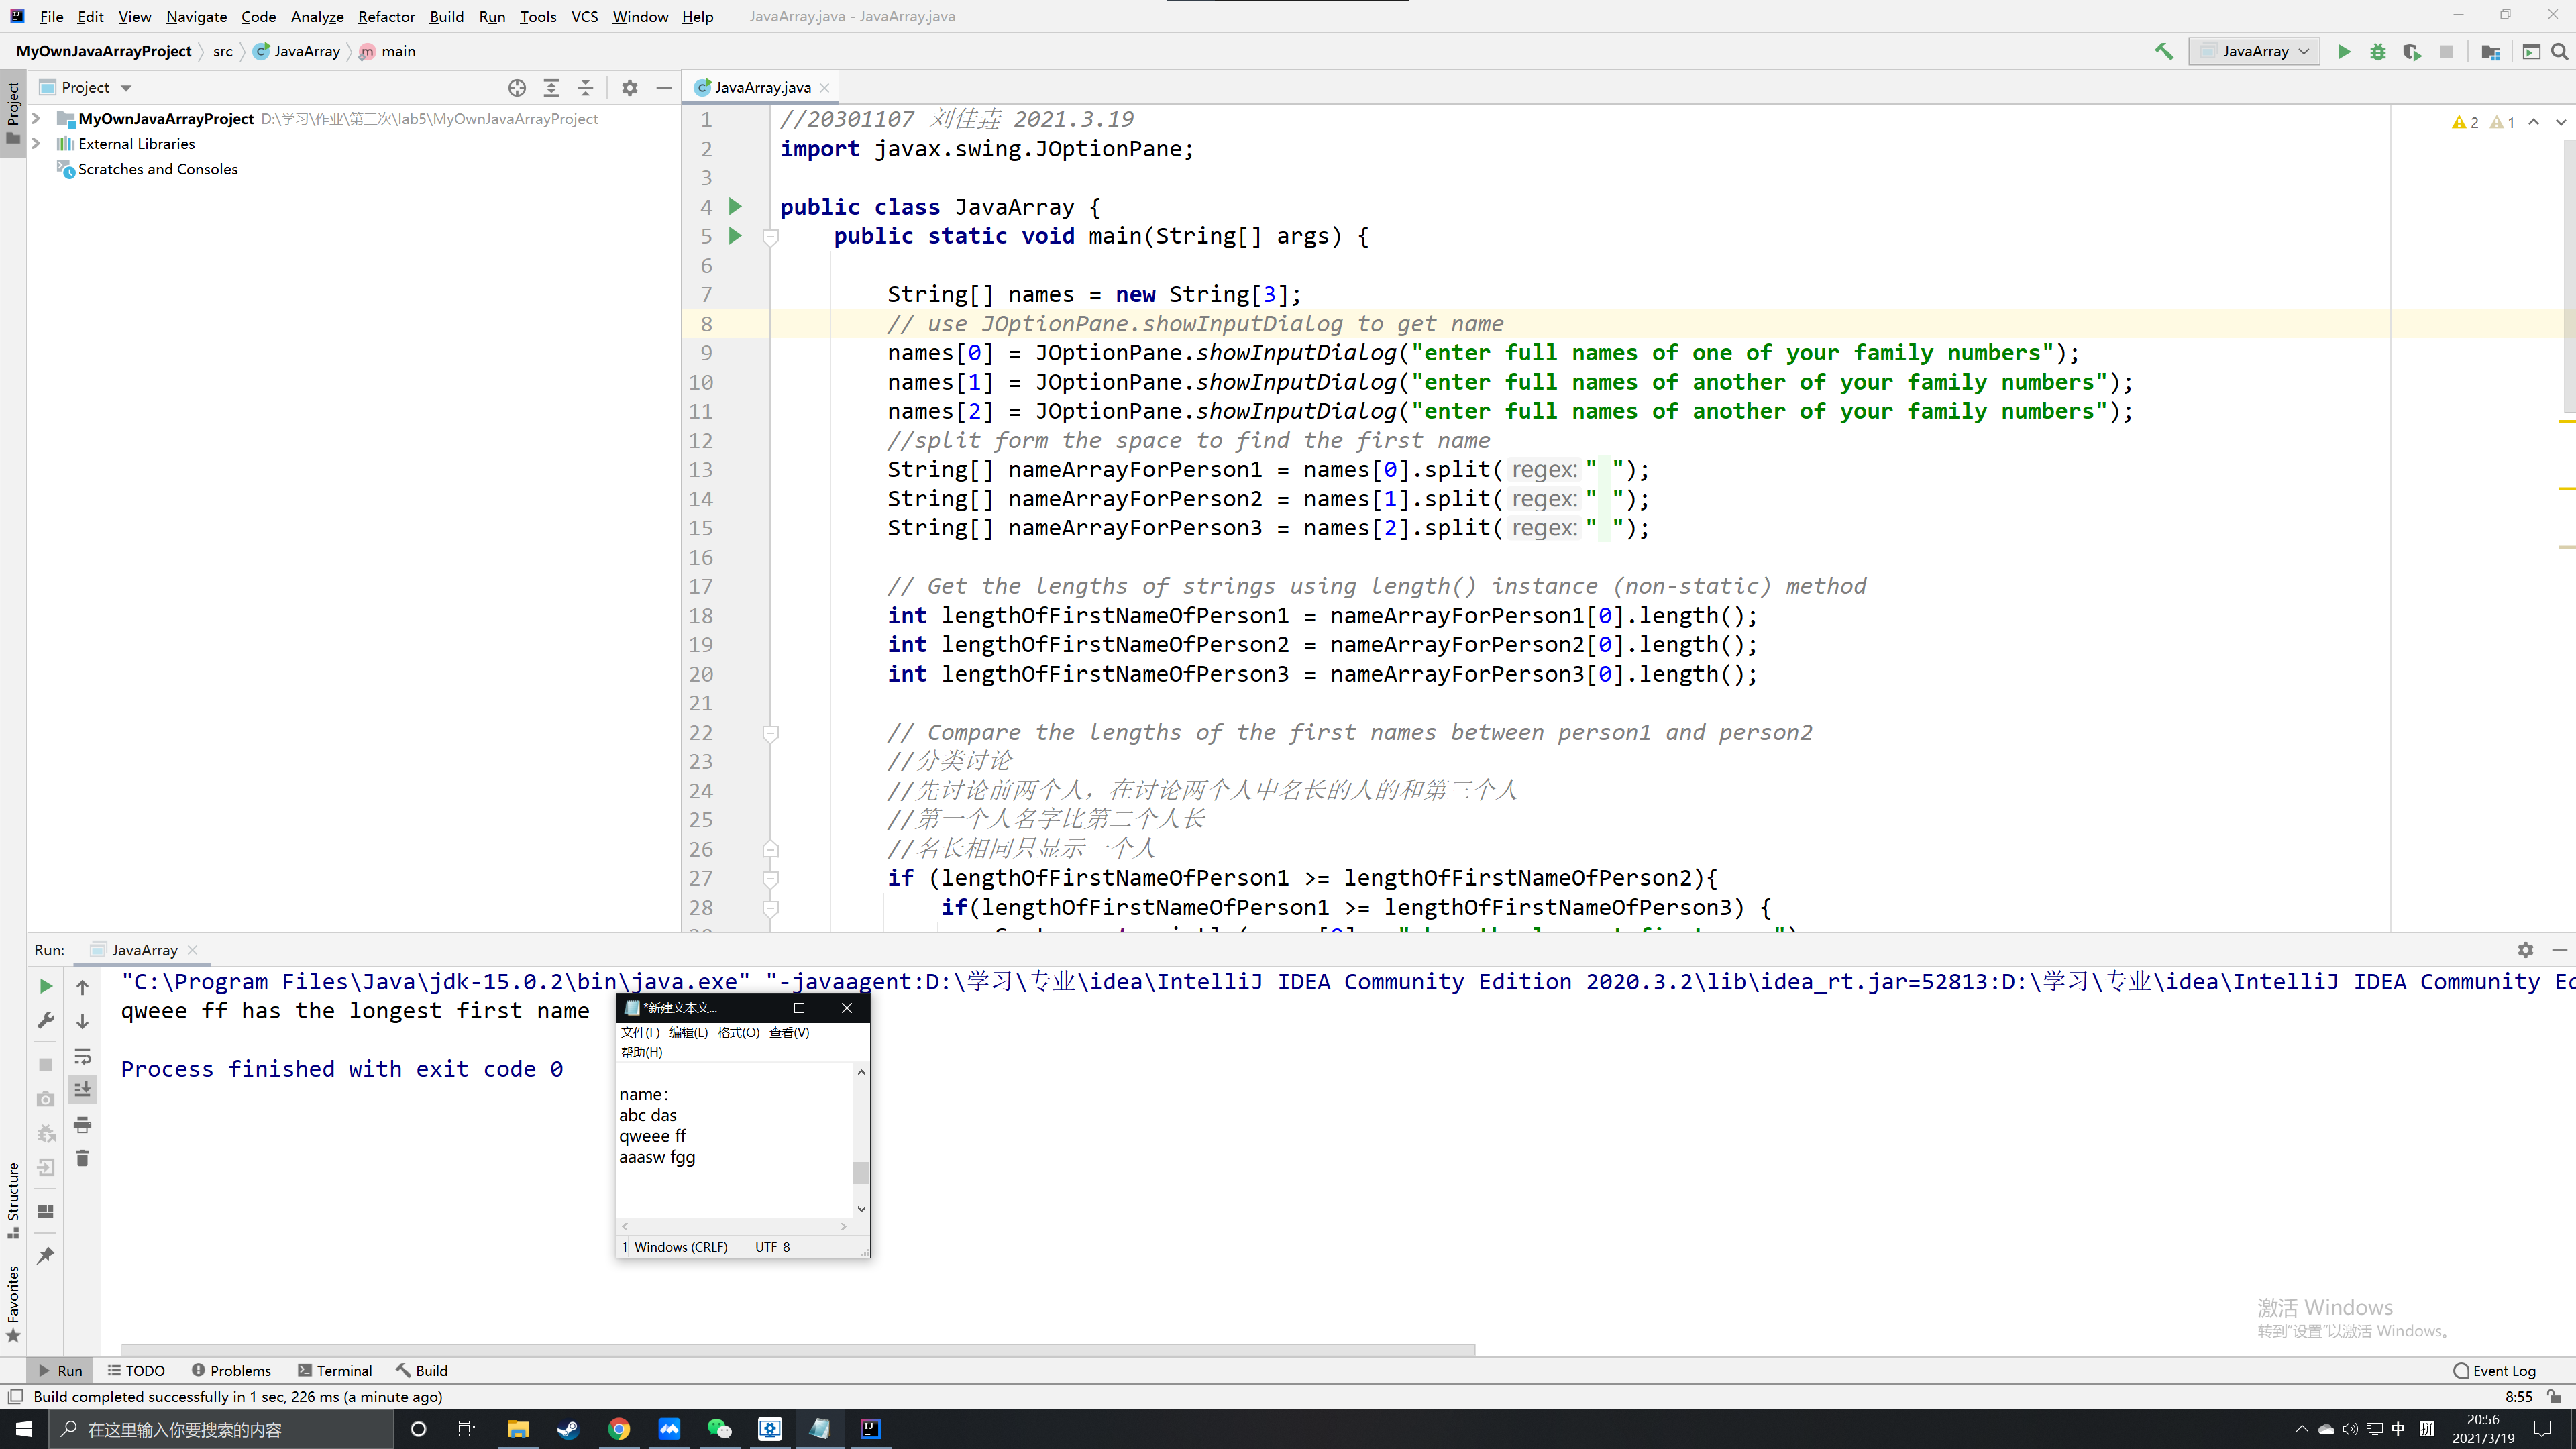 File Edit View Navigate Code Analyze Refactor Build Run Tools VCS Window Help JavaArray.java - JavaArray.java
MyOwnJavaArrayProject src JavaArray main
JavaArray
Project
Project
JavaArray.java
MyOwnJavaArrayProject D:\学习\作业\第三次\lab5\MyOwnJavaArrayProject
External Libraries
Scratches and Consoles
2 1
1 //20301107 刘佳垚 2021.3.19
2 import javax.swing.JOptionPane;
3
4 public class JavaArray {
5 public static void main(String[] args) {
6
7 String[] names = new String[3];
8 // use JOptionPane.showInputDialog to get name
9 names[0] = JOptionPane.showInputDialog("enter full names of one of your family numbers");
10 names[1] = JOptionPane.showInputDialog("enter full names of another of your family numbers");
11 names[2] = JOptionPane.showInputDialog("enter full names of another of your family numbers");
12 //split form the space to find the first name
13 String[] nameArrayForPerson1 = names[0].split( regex: " ");
14 String[] nameArrayForPerson2 = names[1].split( regex: " ");
15 String[] nameArrayForPerson3 = names[2].split( regex: " ");
16
17 // Get the lengths of strings using length() instance (non-static) method
18 int lengthOfFirstNameOfPerson1 = nameArrayForPerson1[0].length();
19 int lengthOfFirstNameOfPerson2 = nameArrayForPerson2[0].length();
20 int lengthOfFirstNameOfPerson3 = nameArrayForPerson3[0].length();
21
22 // Compare the lengths of the first names between person1 and person2
23 //分类讨论
24 //先讨论前两个人，在讨论两个人中名长的人的和第三个人
25 //第一个人名字比第二个人长
26 //名长相同只显示一个人
27 if (lengthOfFirstNameOfPerson1 >= lengthOfFirstNameOfPerson2){
28 if(lengthOfFirstNameOfPerson1 >= lengthOfFirstNameOfPerson3) {
Run: JavaArray
"C:\Program Files\Java\jdk-15.0.2\bin\java.exe" "-javaagent:D:\学习\专业\idea\IntelliJ IDEA Community Edition 2020.3.2\lib\idea_rt.jar=52813:D:\学习\专业\idea\IntelliJ IDEA Community Ed
qweee ff has the longest first name
Process finished with exit code 0
*新建文本文...
文件(F) 编辑(E) 格式(O) 查看(V)
帮助(H)
name：
abc das
qweee ff
aaasw fgg
1 Windows (CRLF) UTF-8
Structure
Favorites
激活 Windows
转到"设置"以激活 Windows。
Run TODO Problems Terminal Build Event Log
Build completed successfully in 1 sec, 226 ms (a minute ago) 8:55
在这里输入你要搜索的内容
中 拼 20:56
2021/3/19